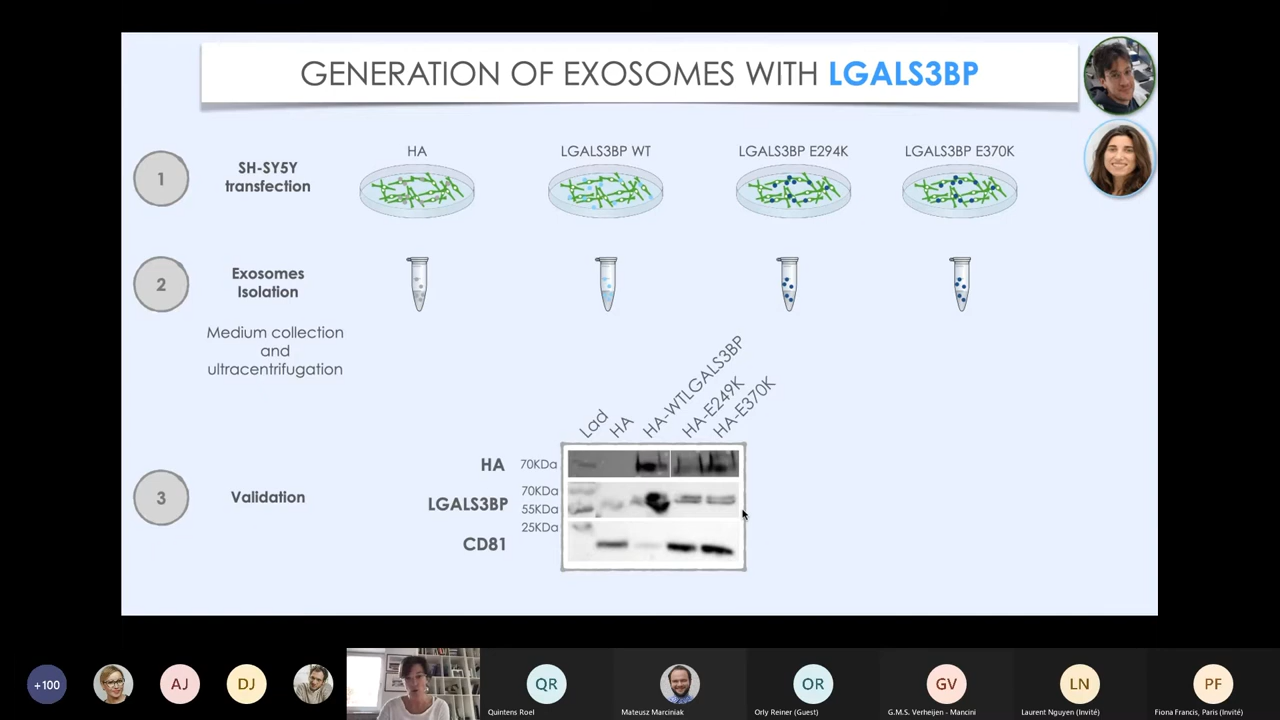 GENERATION OF EXOSOMES WITH LGALS3BP
1
SH-SY5Y
transfection
HA
LGALS3BP WT
LGALS3BP E294K
LGALS3BP E370K
2
Exosomes
Isolation
Medium collection
and
ultracentrifugation
Lad
HA
HA-WTLGALS3BP
HA-E249K
HA-E370K
3
Validation
HA
70KDa
LGALS3BP
70KDa
55KDa
25KDa
CD81
+100
AJ
DJ
QR
OR
GV
LN
PF
Quintens Roel
Mateusz Marciniak
Orly Reiner (Guest)
G.M.S. Verheijen - Mancini
Laurent Nguyen (Invité)
Fiona Francis, Paris (Invité)